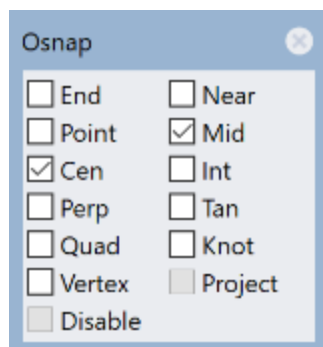 Osnap
End Near
Point Mid
Cen Int
Perp Tan
Quad Knot
Vertex Project
Disable